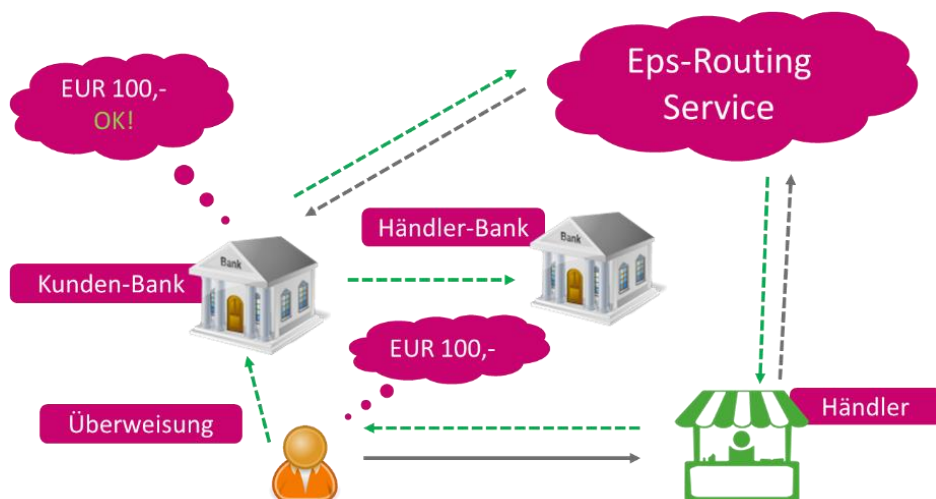 Eps-Routing
Service
EUR 100,-
OK!
Händler-Bank
Bank
Bank
Kunden-Bank
EUR 100,-
Überweisung
Händler